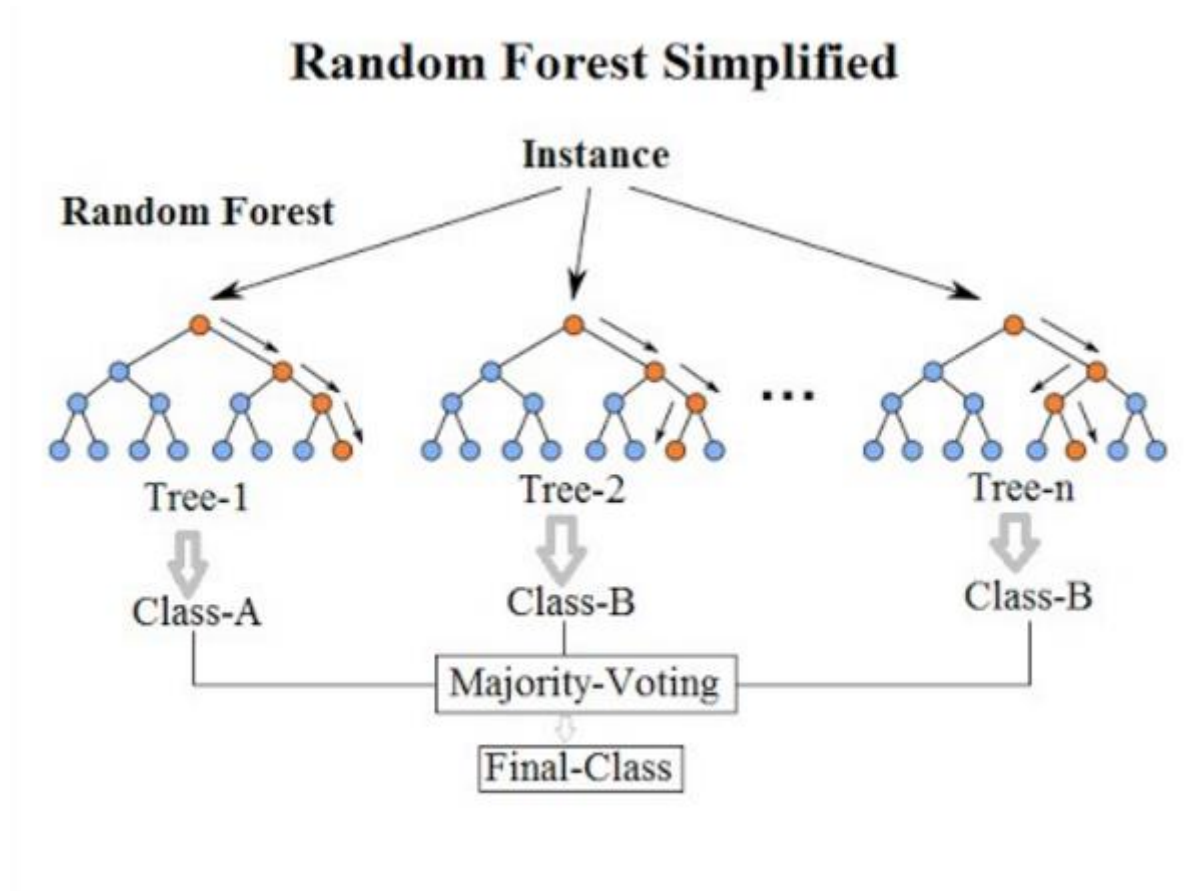 Random Forest Simplified
Instance
Random Forest
...
Tree-1
Tree-2
Tree-n
Class-A
Class-B
Class-B
Majority-Voting
Final-Class